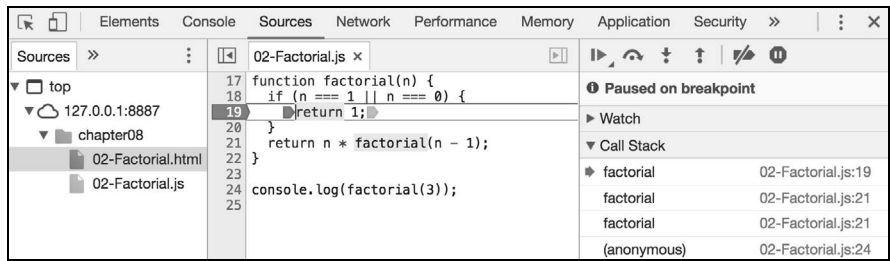 Elements Console Sources Network Performance Memory Application Security »
Sources »
02-Factorial.js ×
top
127.0.0.1:8887
chapter08
02-Factorial.html
02-Factorial.js
17 function factorial(n) {
18   if (n === 1 || n === 0) {
19     return 1;
20   }
21   return n * factorial(n - 1);
22 }
23
24 console.log(factorial(3));
25
Paused on breakpoint
Watch
Call Stack
factorial 02-Factorial.js:19
factorial 02-Factorial.js:21
factorial 02-Factorial.js:21
(anonymous) 02-Factorial.js:24